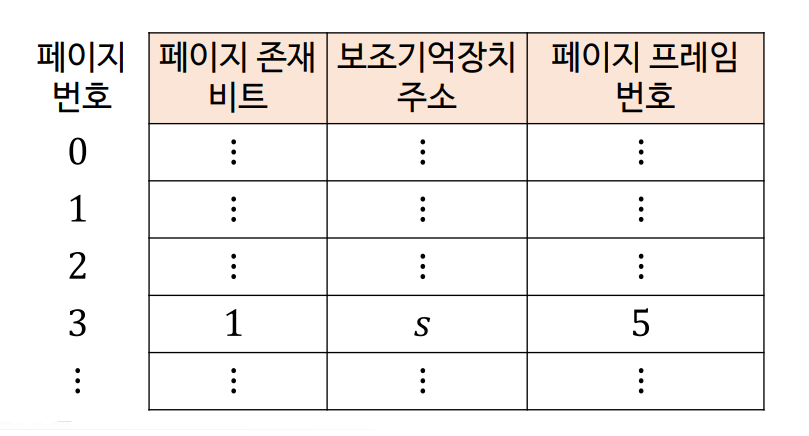 페이지 번호 페이지 존재 비트 보조기억장치 주소 페이지 프레임 번호
0 ⋮ ⋮ ⋮
1 ⋮ ⋮ ⋮
2 ⋮ ⋮ ⋮
3 1 s 5
⋮ ⋮ ⋮ ⋮